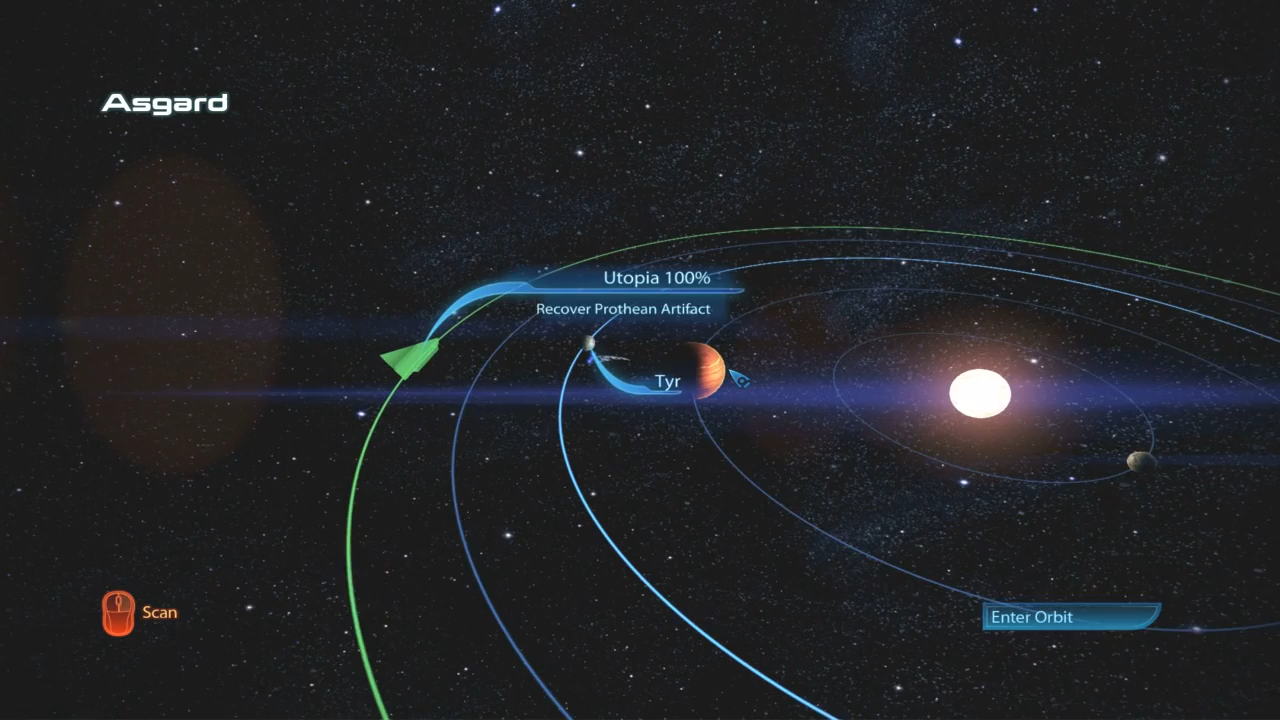 Asgard
Utopia 100%
Recover Prothean Artifact
Tyr
Scan
Enter Orbit